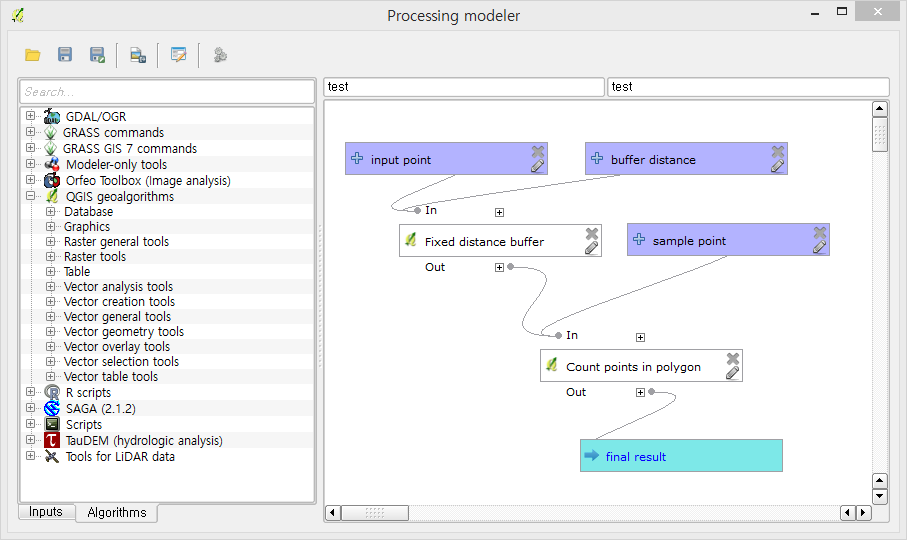 Processing modeler
Search...
test
test
GDAL/OGR
GRASS commands
GRASS GIS 7 commands
Modeler-only tools
Orfeo Toolbox (Image analysis)
QGIS geoalgorithms
Database
Graphics
Raster general tools
Raster tools
Table
Vector analysis tools
Vector creation tools
Vector general tools
Vector geometry tools
Vector overlay tools
Vector selection tools
Vector table tools
R scripts
SAGA (2.1.2)
Scripts
TauDEM (hydrologic analysis)
Tools for LiDAR data
Inputs
Algorithms
input point
buffer distance
In
Fixed distance buffer
sample point
Out
In
Count points in polygon
Out
final result